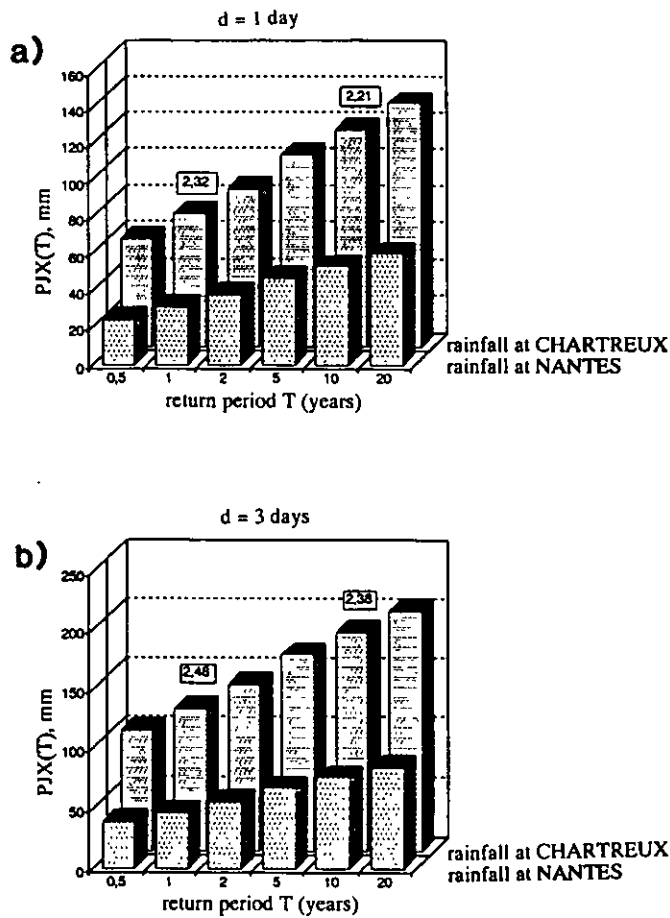 d = 1 day
a)
160
140
120
100
80
60
40
20
0
PJX(T), mm
2,32
2,21
0,5 1 2 5 10 20
rainfall at CHARTREUX
rainfall at NANTES
return period T (years)
d = 3 days
b)
250
200
150
100
50
0
PJX(T), mm
2,48
2,38
0,5 1 2 5 10 20
rainfall at CHARTREUX
rainfall at NANTES
return period T (years)